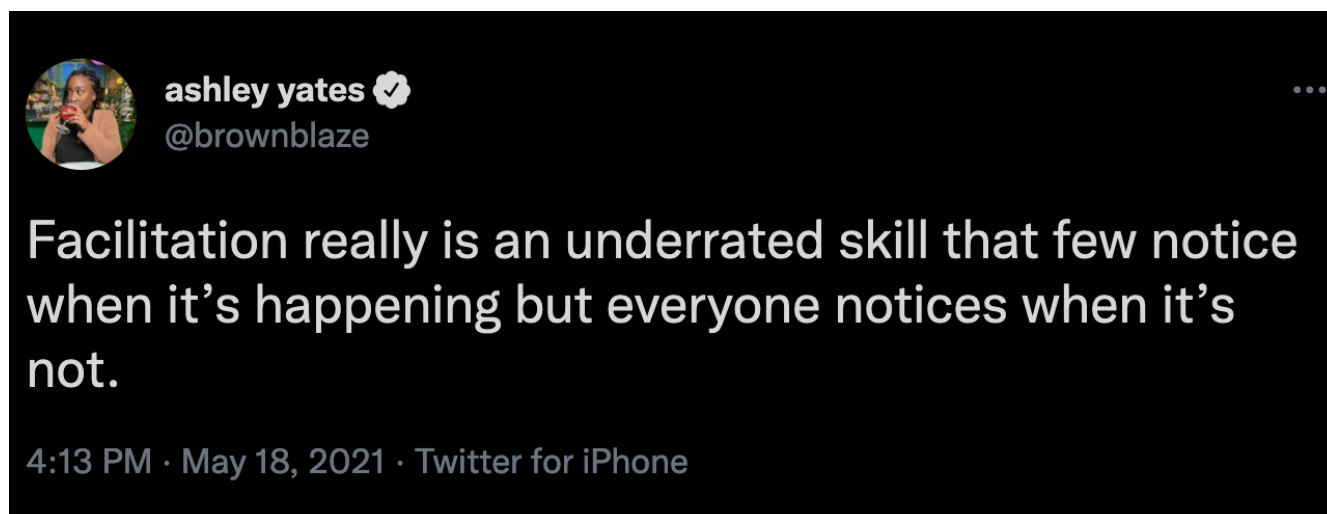 ashley yates
@brownblaze
Facilitation really is an underrated skill that few notice
when it’s happening but everyone notices when it’s
not.
4:13 PM · May 18, 2021 · Twitter for iPhone